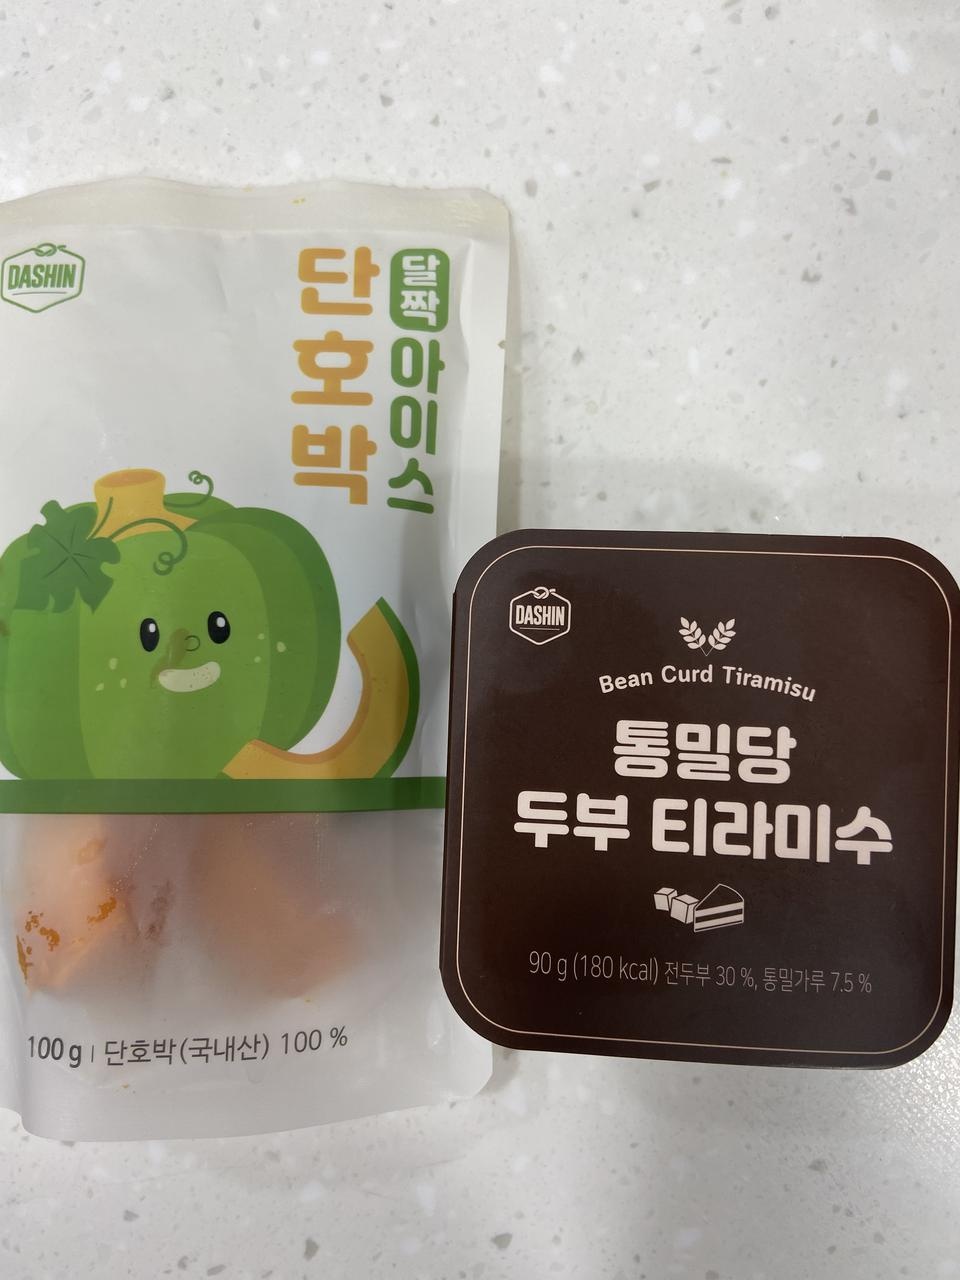 DASHIN
달짝
아이스
단호박
100 g | 단호박(국내산) 100 %
DASHIN
Bean Curd Tiramisu
통밀당
두부 티라미수
90 g (180 kcal) 전두부 30 %, 통밀가루 7.5 %